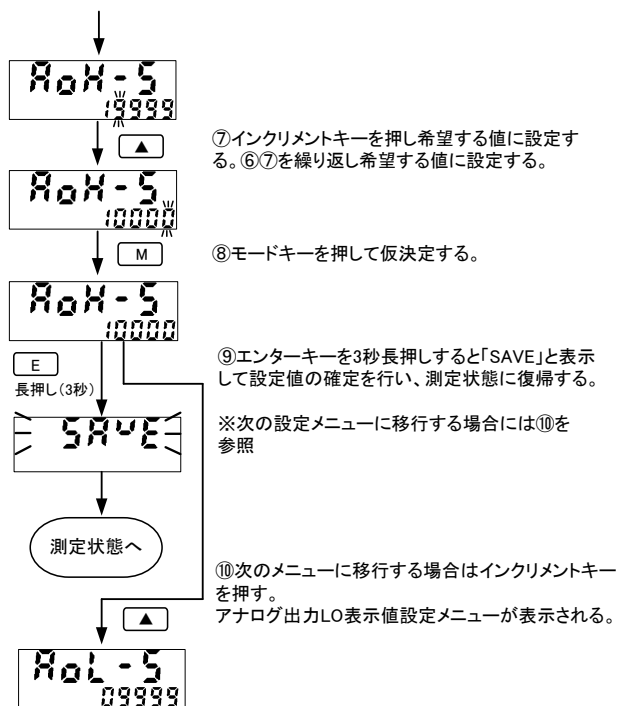 AoH-S
19999
▲
⑦インクリメントキーを押し希望する値に設定す
る。⑥⑦を繰り返し希望する値に設定する。
AoH-S
10000
M
⑧モードキーを押して仮決定する。
AoH-S
10000
E
長押し(3秒)
⑨エンターキーを3秒長押しすると「SAVE」と表示
して設定値の確定を行い、測定状態に復帰する。
※次の設定メニューに移行する場合には⑩を
参照
SAVE
測定状態へ
⑩次のメニューに移行する場合はインクリメントキー
を押す。
アナログ出力LO表示値設定メニューが表示される。
▲
AoL-S
09999